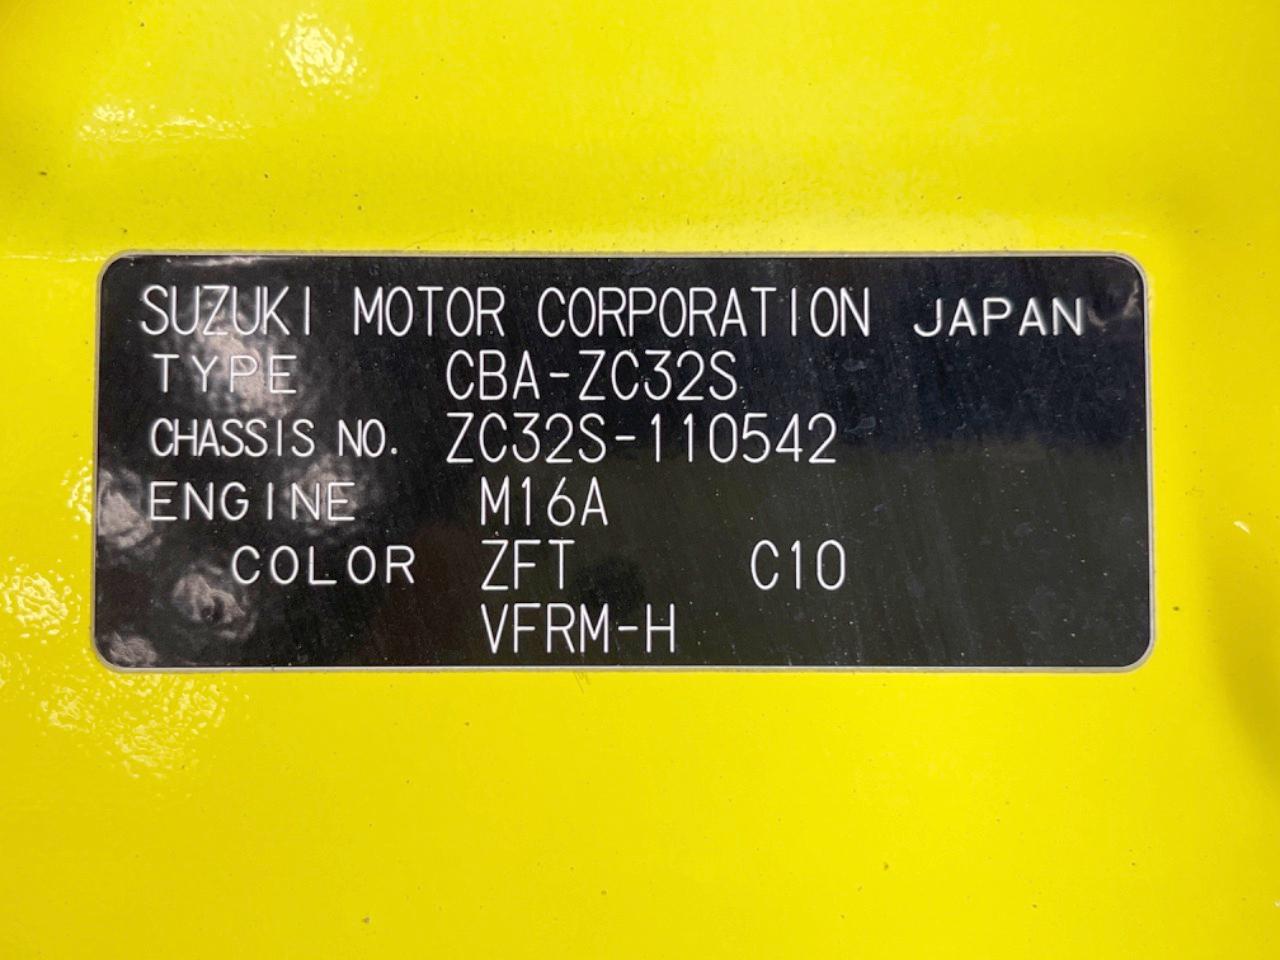 SUZUKI MOTOR CORPORATION JAPAN
TYPE CBA-ZC32S
CHASSIS NO. ZC32S-110542
ENGINE M16A
COLOR ZFT C10
VFRM-H